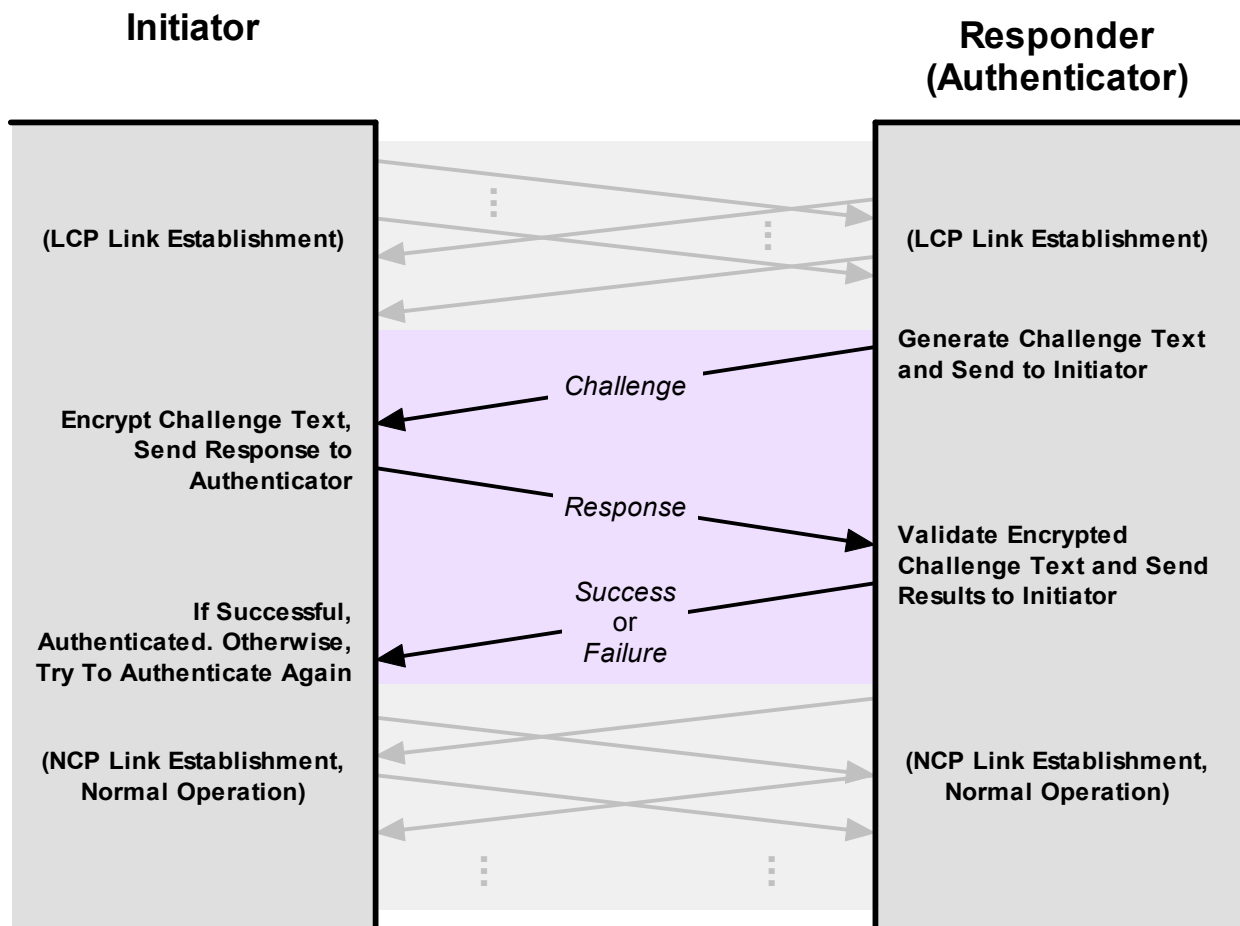 Initiator
Responder
(Authenticator)
(LCP Link Establishment)
(LCP Link Establishment)
Generate Challenge Text
and Send to Initiator
Challenge
Encrypt Challenge Text,
Send Response to
Authenticator
Response
Validate Encrypted
Challenge Text and Send
Results to Initiator
Success
or
Failure
If Successful,
Authenticated. Otherwise,
Try To Authenticate Again
(NCP Link Establishment,
Normal Operation)
(NCP Link Establishment,
Normal Operation)